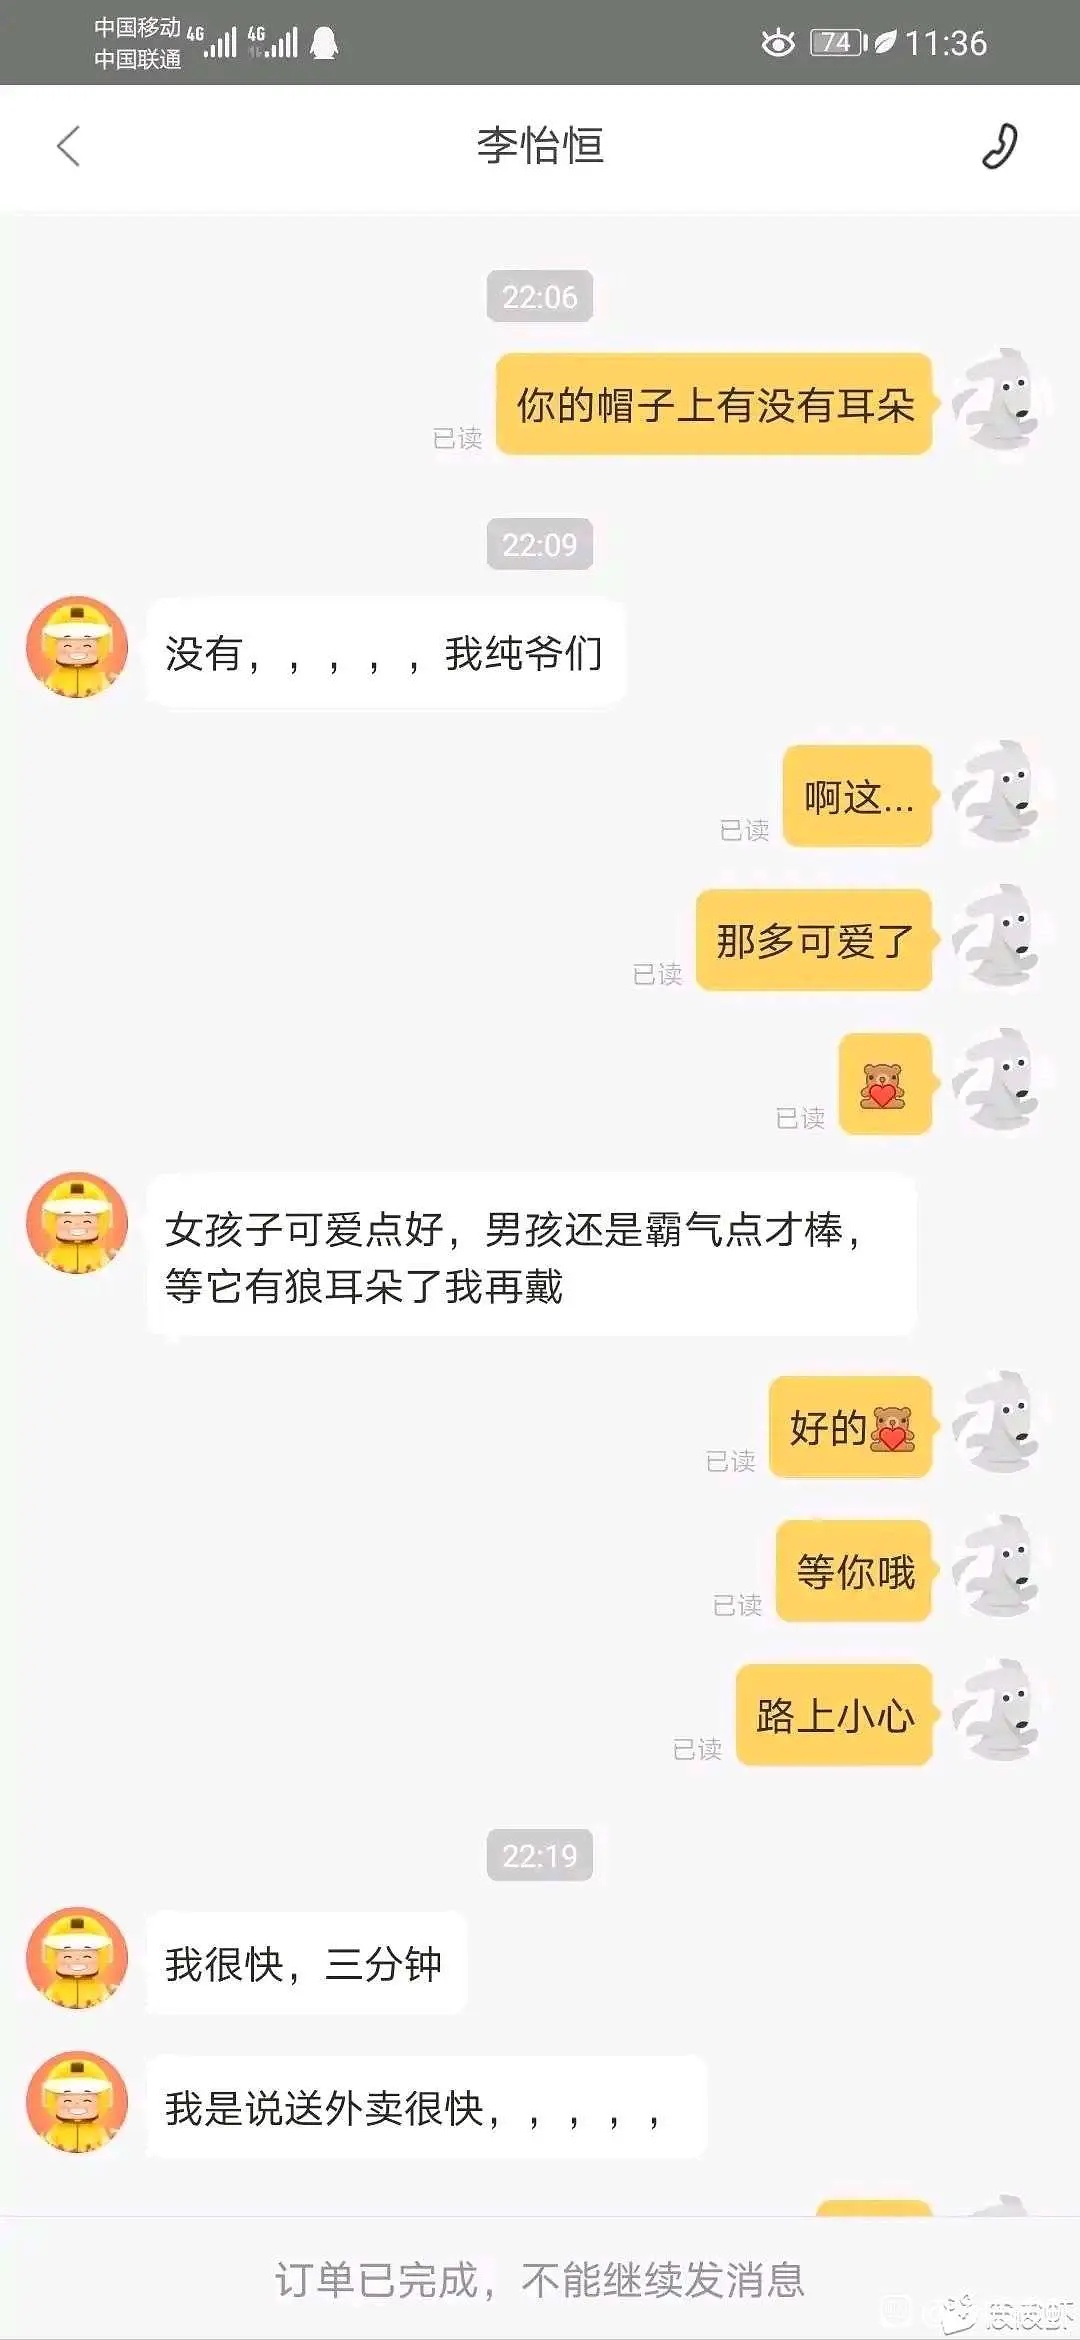 中国移动 4G 4G
中国联通
74 11:36
李怡恒
22:06
你的帽子上有没有耳朵
已读
22:09
没有，，，，，我纯爷们
啊这...
已读
那多可爱了
已读
已读
女孩子可爱点好，男孩还是霸气点才棒，
等它有狼耳朵了我再戴
好的
已读
等你哦
已读
路上小心
已读
22:19
我很快，三分钟
我是说送外卖很快，，，，，
订单已完成，不能继续发消息